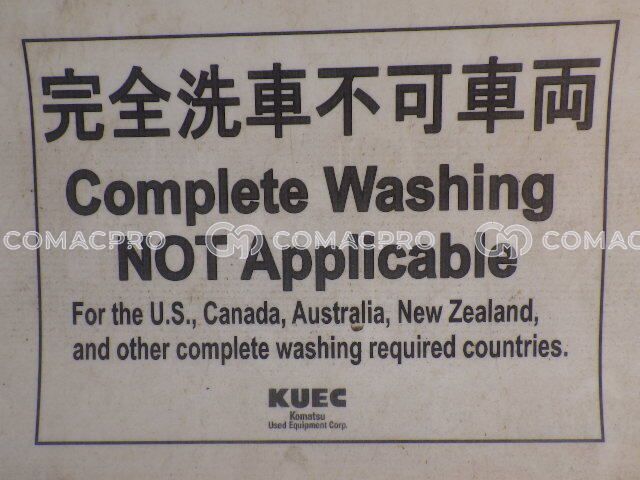 完全洗車不可車両
Complete Washing
NOT Applicable
COMACPRO COMACPRO COMACPRO
For the U.S., Canada, Australia, New Zealand,
and other complete washing required countries.
KUEC
Komatsu
Used Equipment Corp.